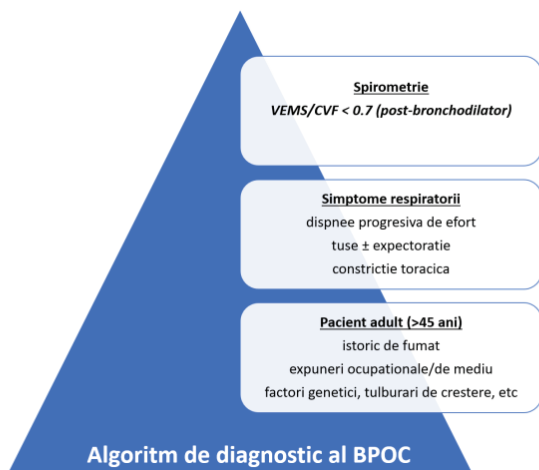 Spirometrie
VEMS/CVF < 0.7 (post-bronchodilator)
Simptome respiratorii
dispnee progresiva de efort
tuse ± expectoratie
constrictie toracica
Pacient adult (>45 ani)
istoric de fumat
expuneri ocupationale/de mediu
factori genetici, tulburari de crestere, etc
Algoritm de diagnostic al BPOC